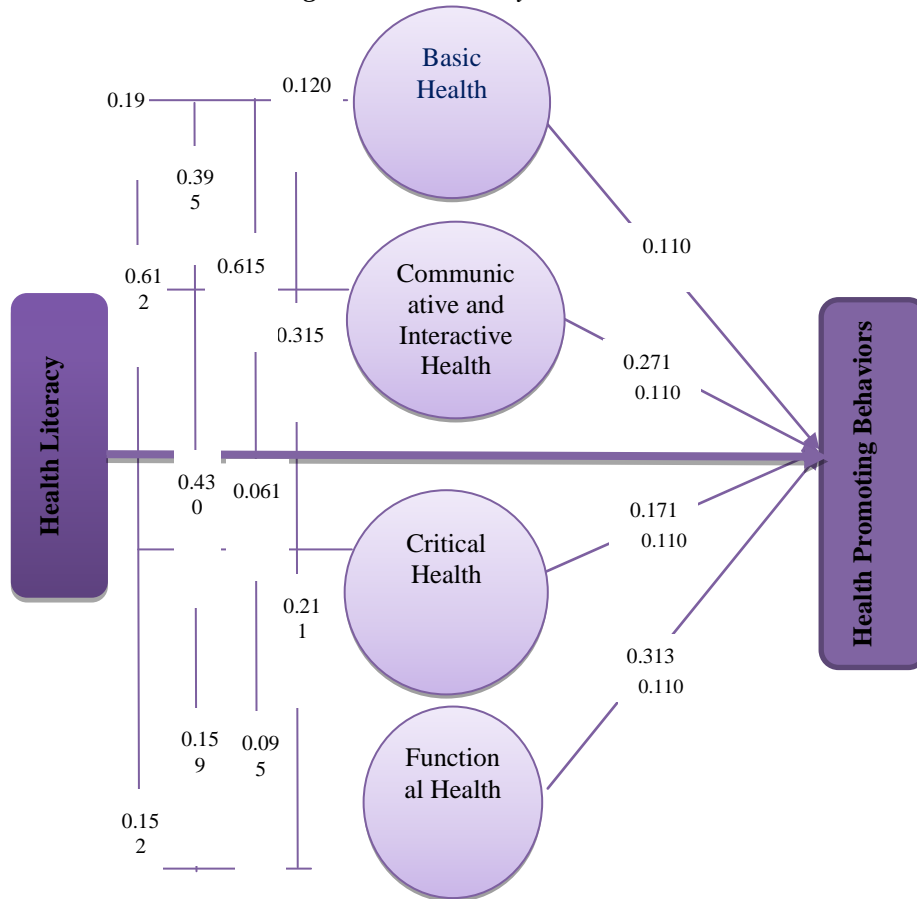 Basic
Health
0.120
0.19
0.39
5
0.110
0.615
Communic
ative and
Interactive
Health
0.61
2
0.315
0.271
0.110
Health Literacy
Health Promoting Behaviors
0.43
0
0.061
0.171
0.110
Critical
Health
0.21
1
0.313
0.110
0.15
9
0.09
5
Function
al Health
0.15
2